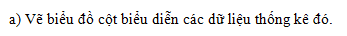 a) Vẽ biểu đồ cột biểu diễn các dữ liệu thống kê đó.